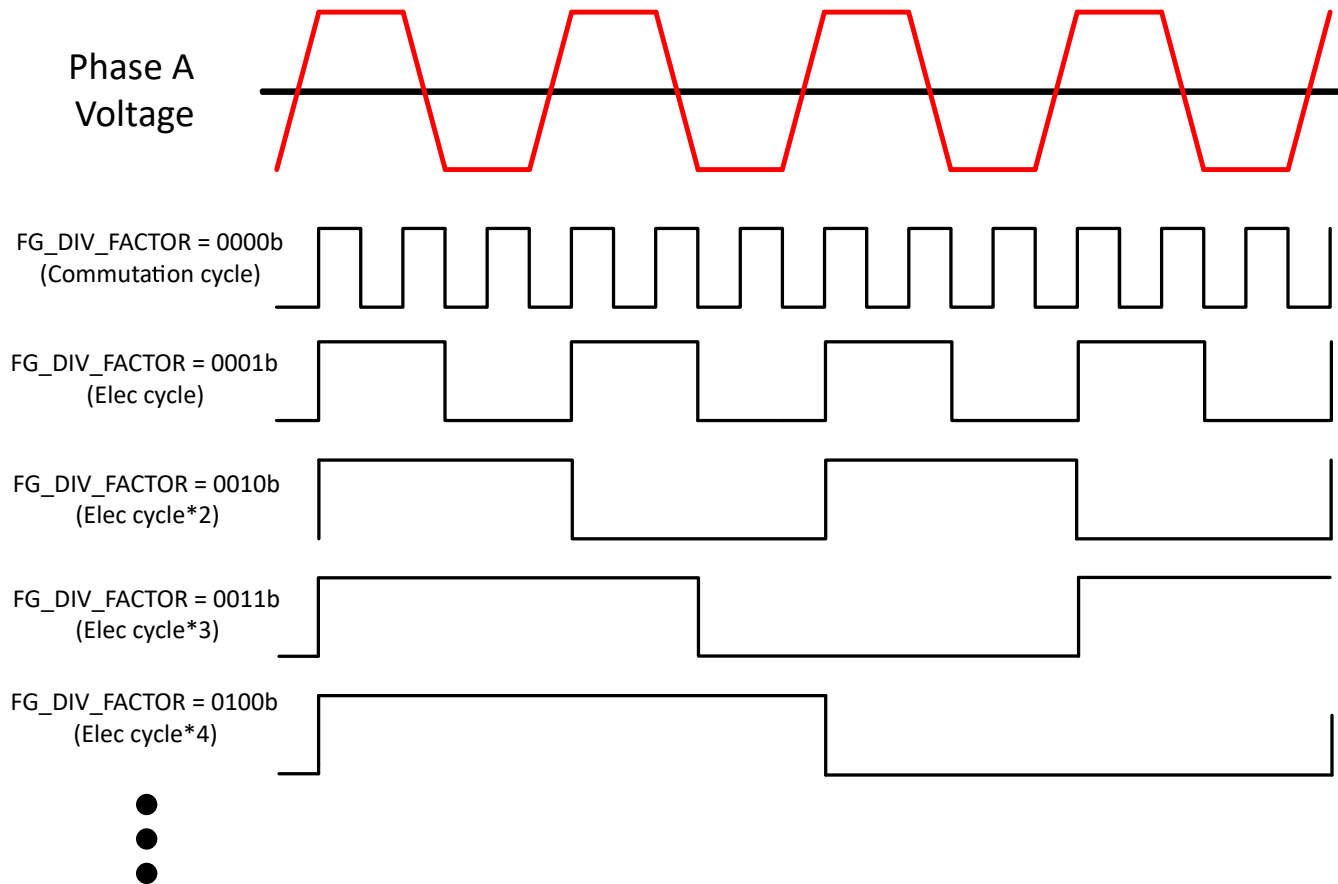 Phase A
Voltage
FG_DIV_FACTOR = 0000b
(Commutation cycle)
FG_DIV_FACTOR = 0001b
(Elec cycle)
FG_DIV_FACTOR = 0010b
(Elec cycle*2)
FG_DIV_FACTOR = 0011b
(Elec cycle*3)
FG_DIV_FACTOR = 0100b
(Elec cycle*4)